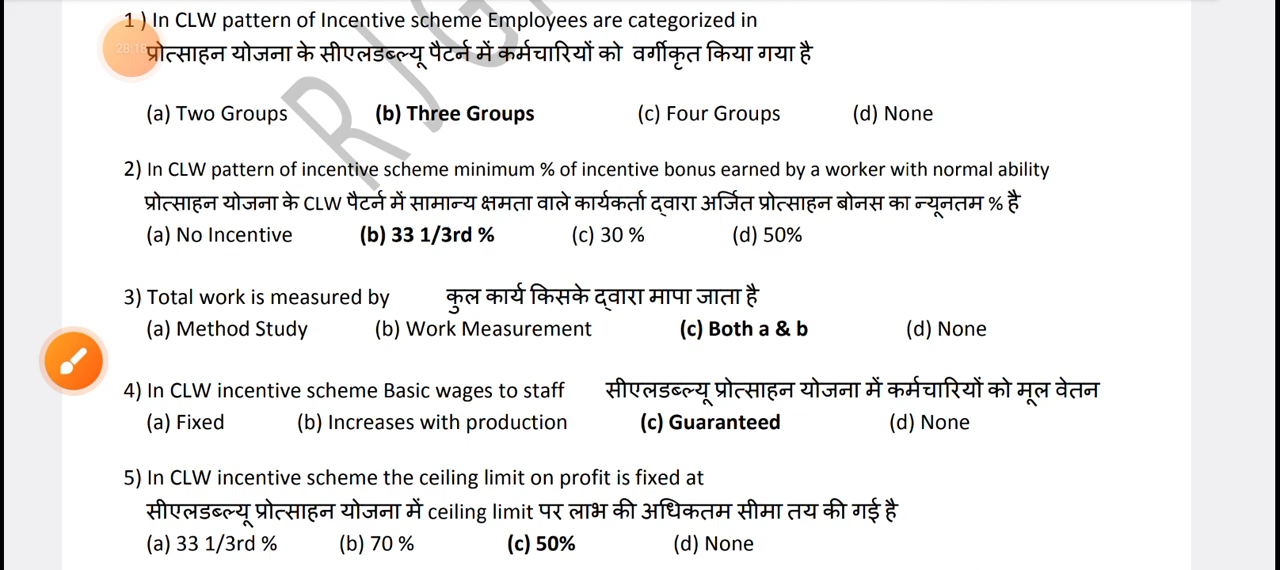 1 ) In CLW pattern of Incentive scheme Employees are categorized in
28:18
प्रोत्साहन योजना के सीएलडब्ल्यू पैटर्न में कर्मचारियों को वर्गीकृत किया गया है
(a) Two Groups (b) Three Groups (c) Four Groups (d) None
2) In CLW pattern of incentive scheme minimum % of incentive bonus earned by a worker with normal ability
प्रोत्साहन योजना के CLW पैटर्न में सामान्य क्षमता वाले कार्यकर्ता द्वारा अर्जित प्रोत्साहन बोनस का न्यूनतम % है
(a) No Incentive (b) 33 1/3rd % (c) 30 % (d) 50%
3) Total work is measured by कुल कार्य किसके द्वारा मापा जाता है
(a) Method Study (b) Work Measurement (c) Both a & b (d) None
4) In CLW incentive scheme Basic wages to staff सीएलडब्ल्यू प्रोत्साहन योजना में कर्मचारियों को मूल वेतन
(a) Fixed (b) Increases with production (c) Guaranteed (d) None
5) In CLW incentive scheme the ceiling limit on profit is fixed at
सीएलडब्ल्यू प्रोत्साहन योजना में ceiling limit पर लाभ की अधिकतम सीमा तय की गई है
(a) 33 1/3rd % (b) 70 % (c) 50% (d) None